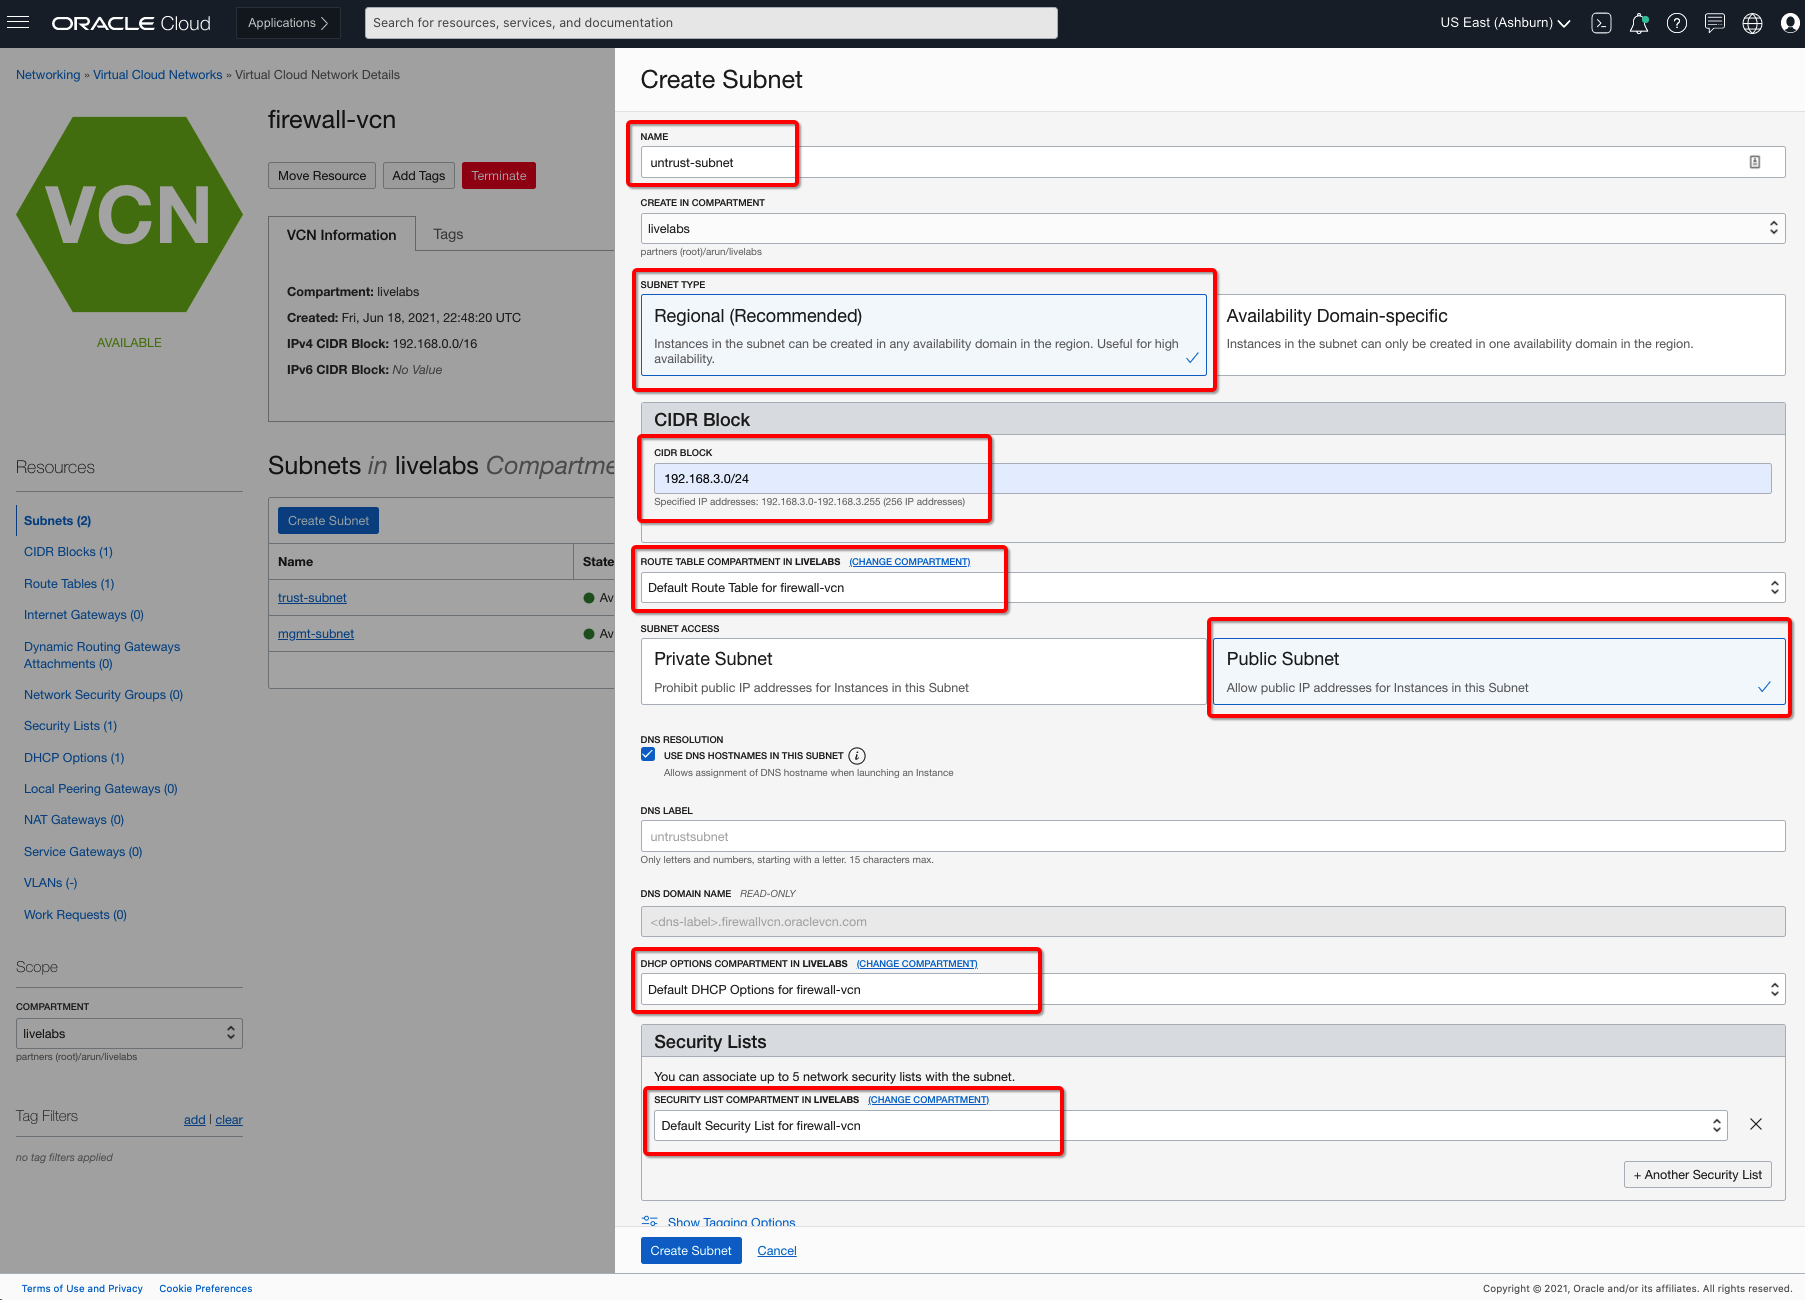 ORACLE Cloud
Applications
Search for resources, services, and documentation
US East (Ashburn)
Networking » Virtual Cloud Networks » Virtual Cloud Network Details
VCN
AVAILABLE
firewall-vcn
Move Resource
Add Tags
Terminate
VCN Information
Tags
Compartment: livelabs
Created: Fri, Jun 18, 2021, 22:48:20 UTC
IPv4 CIDR Block: 192.168.0.0/16
IPv6 CIDR Block: No Value
Resources
Subnets (2)
CIDR Blocks (1)
Route Tables (1)
Internet Gateways (0)
Dynamic Routing Gateways
Attachments (0)
Network Security Groups (0)
Security Lists (1)
DHCP Options (1)
Local Peering Gateways (0)
NAT Gateways (0)
Service Gateways (0)
VLANs (-)
Work Requests (0)
Scope
COMPARTMENT
livelabs
partners (root)/arun/livelabs
Tag Filters
add | clear
no tag filters applied
Subnets in livelabs Compartme
Create Subnet
Name
State
trust-subnet
Av
mgmt-subnet
Av
Create Subnet
NAME
untrust-subnet
CREATE IN COMPARTMENT
livelabs
partners (root)/arun/livelabs
SUBNET TYPE
Regional (Recommended)
Instances in the subnet can be created in any availability domain in the region. Useful for high
availability.
Availability Domain-specific
Instances in the subnet can only be created in one availability domain in the region.
CIDR Block
CIDR BLOCK
192.168.3.0/24
Specified IP addresses: 192.168.3.0-192.168.3.255 (256 IP addresses)
ROUTE TABLE COMPARTMENT IN LIVELABS (CHANGE COMPARTMENT)
Default Route Table for firewall-vcn
SUBNET ACCESS
Private Subnet
Prohibit public IP addresses for Instances in this Subnet
Public Subnet
Allow public IP addresses for Instances in this Subnet
DNS RESOLUTION
USE DNS HOSTNAMES IN THIS SUBNET
Allows assignment of DNS hostname when launching an Instance
DNS LABEL
untrustsubnet
Only letters and numbers, starting with a letter. 15 characters max.
DNS DOMAIN NAME READ-ONLY
<dns-label>.firewallvcn.oraclevcn.com
DHCP OPTIONS COMPARTMENT IN LIVELABS (CHANGE COMPARTMENT)
Default DHCP Options for firewall-vcn
Security Lists
You can associate up to 5 network security lists with the subnet.
SECURITY LIST COMPARTMENT IN LIVELABS (CHANGE COMPARTMENT)
Default Security List for firewall-vcn
+ Another Security List
Show Tagging Options
Create Subnet
Cancel
Terms of Use and Privacy
Cookie Preferences
Copyright © 2021, Oracle and/or its affiliates. All rights reserved.